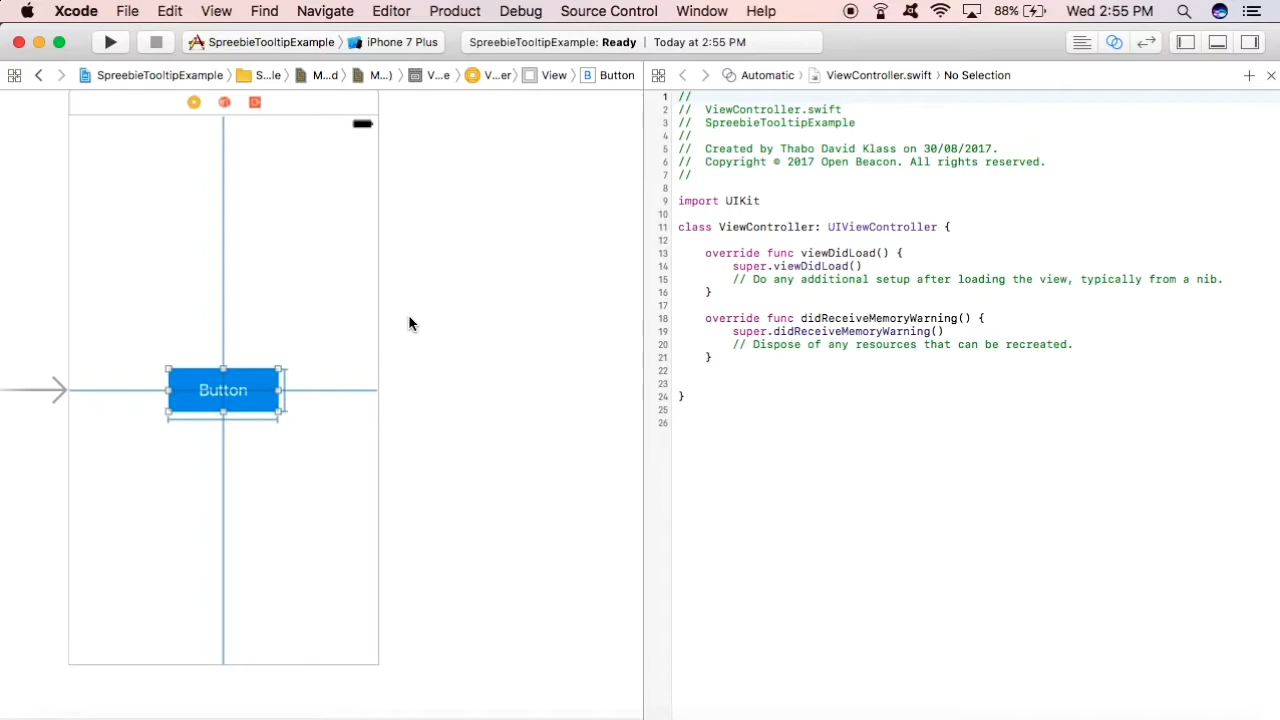 Xcode File Edit View Find Navigate Editor Product Debug Source Control Window Help 88% Wed 2:55 PM
SpreebieTooltipExample iPhone 7 Plus SpreebieTooltipExample: Ready Today at 2:55 PM
SpreebieTooltipExample S...le M...d M...) V...e V...er View B Button Automatic ViewController.swift No Selection
1 //
2 // ViewController.swift
3 // SpreebieTooltipExample
4 //
5 // Created by Thabo David Klass on 30/08/2017.
6 // Copyright © 2017 Open Beacon. All rights reserved.
7 //
8
9 import UIKit
10
11 class ViewController: UIViewController {
12
13 override func viewDidLoad() {
14 super.viewDidLoad()
15 // Do any additional setup after loading the view, typically from a nib.
16 }
17
18 override func didReceiveMemoryWarning() {
19 super.didReceiveMemoryWarning()
20 // Dispose of any resources that can be recreated.
21 }
22
23
24 }
25
26
Button